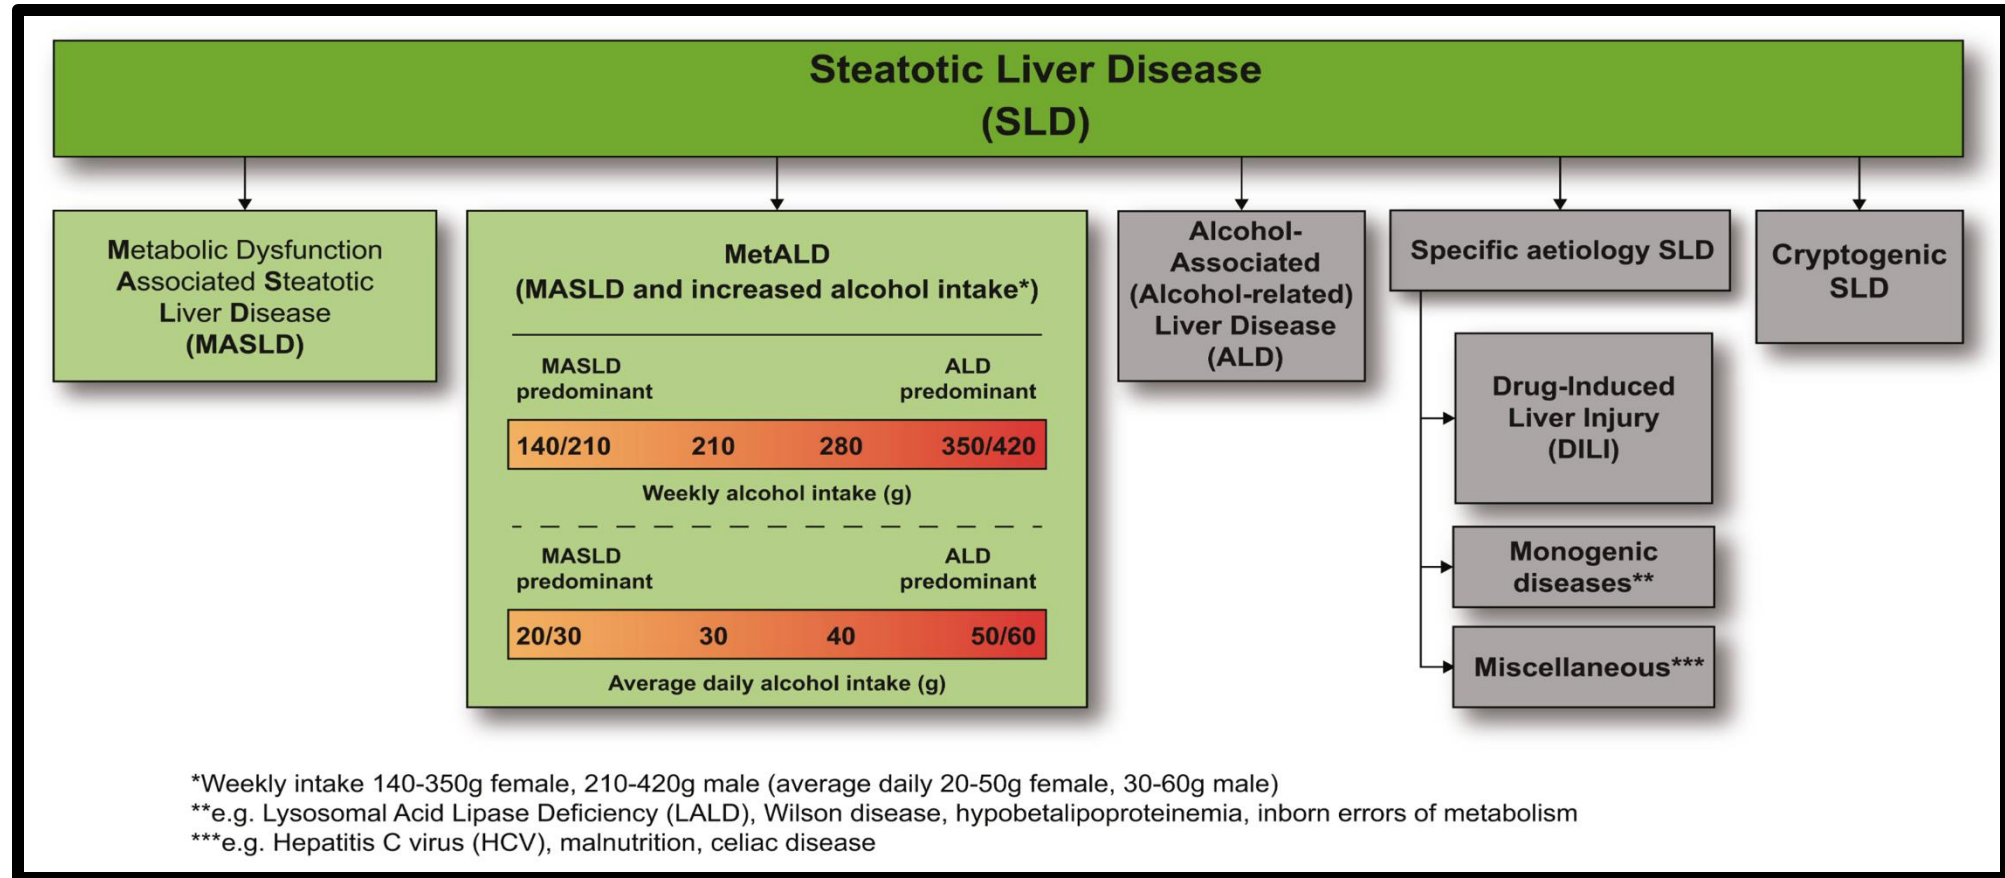 Steatotic Liver Disease
(SLD)
Metabolic Dysfunction
Associated Steatotic
Liver Disease
(MASLD)
MetALD
(MASLD and increased alcohol intake*)
MASLD
predominant
ALD
predominant
140/210 210 280 350/420
Weekly alcohol intake (g)
MASLD
predominant
ALD
predominant
20/30 30 40 50/60
Average daily alcohol intake (g)
Alcohol-
Associated
(Alcohol-related)
Liver Disease
(ALD)
Specific aetiology SLD
Drug-Induced
Liver Injury
(DILI)
Monogenic
diseases**
Miscellaneous***
Cryptogenic
SLD
*Weekly intake 140-350g female, 210-420g male (average daily 20-50g female, 30-60g male)
**e.g. Lysosomal Acid Lipase Deficiency (LALD), Wilson disease, hypobetalipoproteinemia, inborn errors of metabolism
***e.g. Hepatitis C virus (HCV), malnutrition, celiac disease